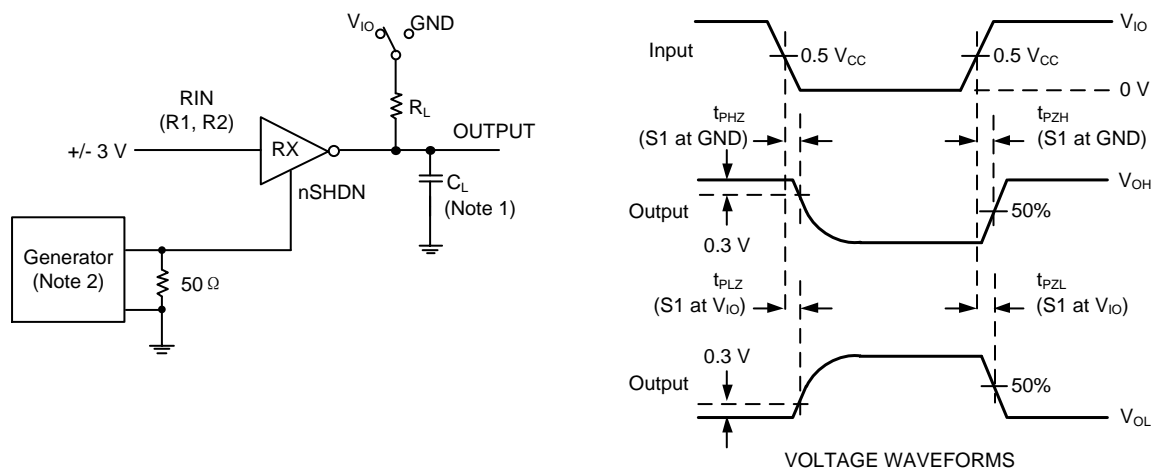 V_IO
GND
R_L
RIN
(R1, R2)
+/- 3 V
RX
OUTPUT
nSHDN
C_L
(Note 1)
Generator
(Note 2)
50 Ω
Input
V_IO
0.5 V_CC
0.5 V_CC
0 V
t_PHZ
(S1 at GND)
t_PZH
(S1 at GND)
V_OH
Output
50%
0.3 V
t_PLZ
(S1 at V_IO)
t_PZL
(S1 at V_IO)
0.3 V
Output
50%
V_OL
VOLTAGE WAVEFORMS